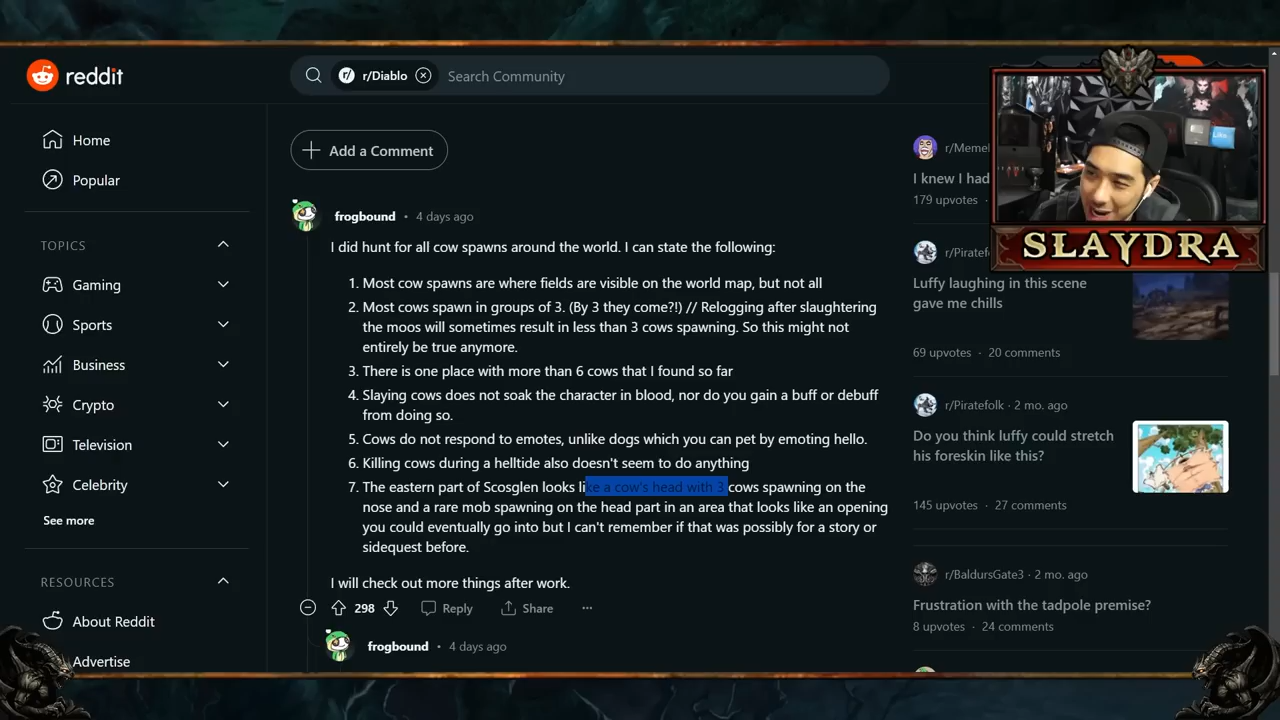 reddit
r/ r/Diablo
Search Community
Home
Popular
TOPICS
Gaming
Sports
Business
Crypto
Television
Celebrity
See more
RESOURCES
About Reddit
Advertise
Add a Comment
frogbound • 4 days ago
I did hunt for all cow spawns around the world. I can state the following:
1. Most cow spawns are where fields are visible on the world map, but not all
2. Most cows spawn in groups of 3. (By 3 they come?!) // Relogging after slaughtering
the moos will sometimes result in less than 3 cows spawning. So this might not
entirely be true anymore.
3. There is one place with more than 6 cows that I found so far
4. Slaying cows does not soak the character in blood, nor do you gain a buff or debuff
from doing so.
5. Cows do not respond to emotes, unlike dogs which you can pet by emoting hello.
6. Killing cows during a helltide also doesn't seem to do anything
7. The eastern part of Scosglen looks like a cow's head with 3 cows spawning on the
nose and a rare mob spawning on the head part in an area that looks like an opening
you could eventually go into but I can't remember if that was possibly for a story or
sidequest before.
I will check out more things after work.
298
Reply
Share
frogbound • 4 days ago
r/Meme
I knew I had
179 upvotes
Like
SLAYDRA
r/Piratef
Luffy laughing in this scene
gave me chills
69 upvotes • 20 comments
r/Piratefolk • 2 mo. ago
Do you think luffy could stretch
his foreskin like this?
145 upvotes • 27 comments
r/BaldursGate3 • 2 mo. ago
Frustration with the tadpole premise?
8 upvotes • 24 comments